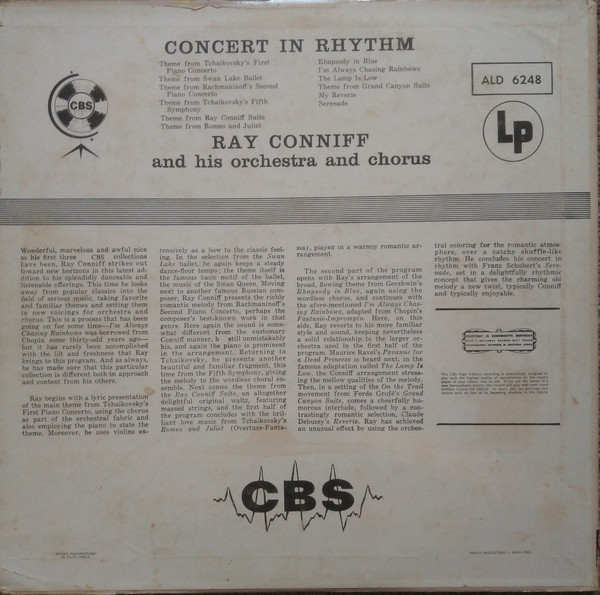 CONCERT IN RHYTHM
Theme from Tchaikovsky's First
Piano Concerto
Theme from Swan Lake Ballet
Theme from Rachmaninoff's Second
Piano Concerto
Theme from Tchaikovsky's Fifth
Symphony
Theme from Ray Conniff Suite
Theme from Romeo and Juliet
Rhapsody in Blue
I'm Always Chasing Rainbows
The Lamp Is Low
Theme from Grand Canyon Suite
My Reverie
Serenade
CBS
ALD 6248
Lp
RAY CONNIFF
and his orchestra and chorus
Wonderful, marvelous and awful nice
as his first three CBS collections
have been, Ray Conniff strikes out
toward new horizons in this latest ad-
dition to his splendidly danceable and
listenable offerings. This time he looks
away from popular classics into the
field of serious music, taking favorite
and familiar themes and setting them
in new voicings for orchestra and
chorus. This is a process that has been
going on for some time—I'm Always
Chasing Rainbows was borrowed from
Chopin some thirty-odd years ago—
but it has rarely been accomplished
with the lift and freshness that Ray
brings to this program. And as always,
he has made sure that this particular
collection is different both in approach
and content from his others.
Ray begins with a lyric presentation
of the main theme from Tchaikovsky's
First Piano Concerto, using the chorus
as part of the orchestral fabric and
also employing the piano to state the
theme. Moreover, he uses violins ex-
tensively as a bow to the classic feel-
ing. In the selection from the Swan
Lake ballet, he again keeps a steady
dance-floor tempo; the theme itself is
the famous basic motif of the ballet,
the music of the Swan Queen. Moving
next to another famous Russian com-
poser, Ray Conniff presents the richly
romantic theme from Rachmaninoff's
Second Piano Concerto, perhaps the
composer's best-known work in that
genre. Here again the sound is some-
what different from the customary
Conniff manner, b still unmistakably
his, and again the piano is prominent
in the arrangement. Returning to
Tchaikovsky, he presents another
beautiful and familiar fragment, this
time from the Fifth Symphony, giving
the melody to the wordless chorus en-
semble. Next comes the theme from
the Ray Conniff Suite, an altogether
delightful original waltz, featuring
massed strings, and the first half of
the program concludes with the bril-
liant love music from Tchaikovsky's
Romeo and Juliet (Overture-Fanta-
sia), played in a warmly romantic ar-
rangement.
The second part of the program
opens with Ray's arrangement of the
broad, flowing theme from Gershwin's
Rhapsody in Blue, again using the
wordless chorus, and continues with
the afore-mentioned I'm Always Chas-
ing Rainbows, adapted from Chopin's
Fantasie-Impromptu. Here, on this
side, Ray reverts to his more familiar
style and sound, keeping nevertheless
a solid relationship to the larger or-
chestra used in the first half of the
program. Maurice Ravel's Pavanne for
a Dead Princess is heard next, in the
famous adaptation called The Lamp Is
Low, the Conniff arrangement stress-
ing the mellow qualities of the melody.
Then, in a setting of the On the Trail
movement from Ferde Grofé's Grand
Canyon Suite, comes a cheerfully hu-
morous interlude, followed by a con-
trastingly romantic selection, Claude
Debussy's Reverie. Ray has achieved
an unusual effect by using the orches-
tral coloring for the romantic atmos-
phere, over a catchy shuffle-like
rhythm. He concludes his concert in
rhythm with Franz Schubert's Sere-
nade, set in a delightfully rhythmic
concept that gives the charming old
melody a new twist, typically Conniff
and typically enjoyable.
CBS